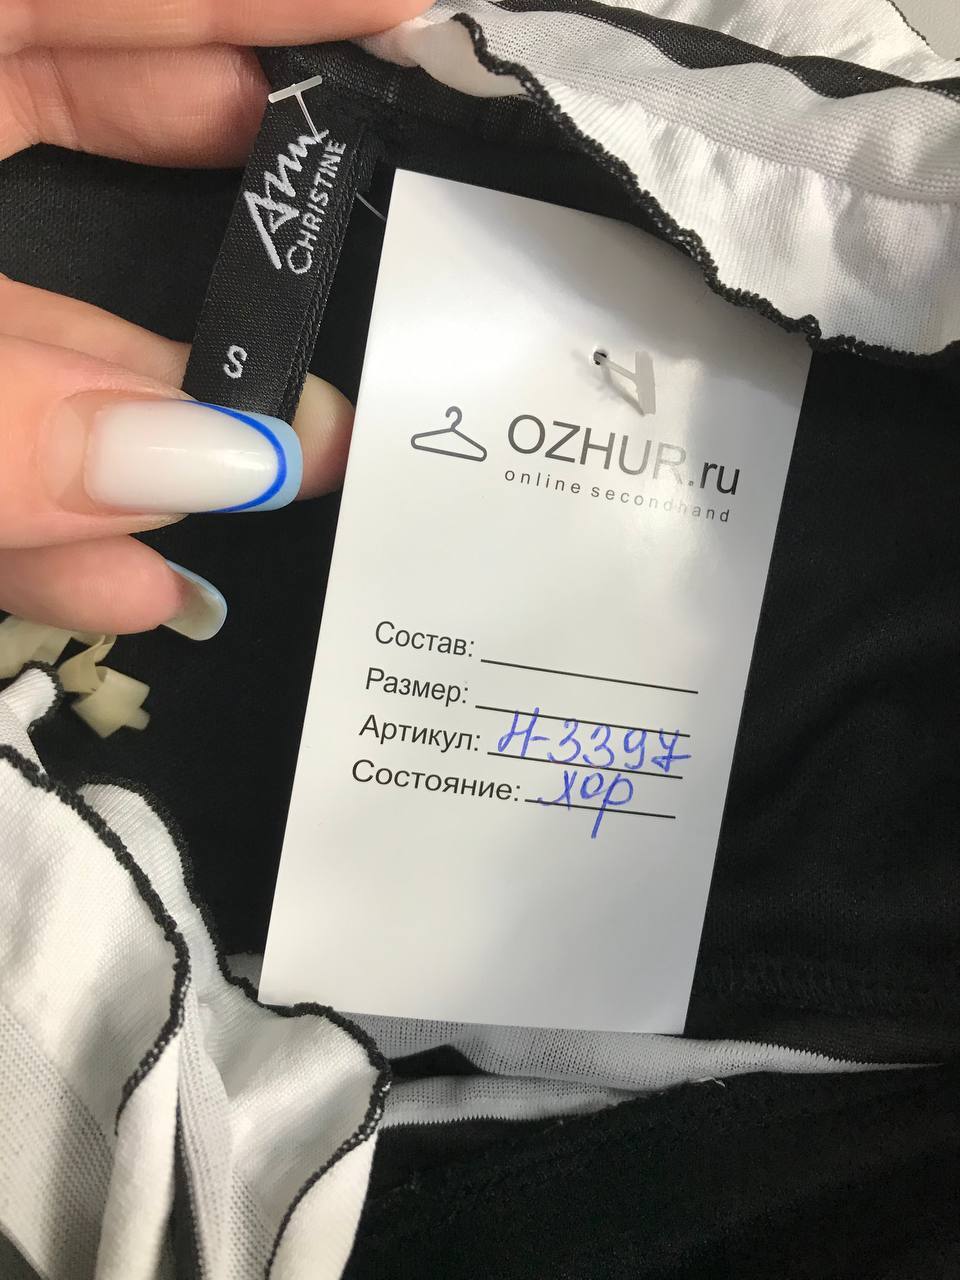 Ann
CHRISTINE
S
OZHUR.ru
online secondhand
Состав:
Размер:
Артикул: Н-3397
Состояние: хор